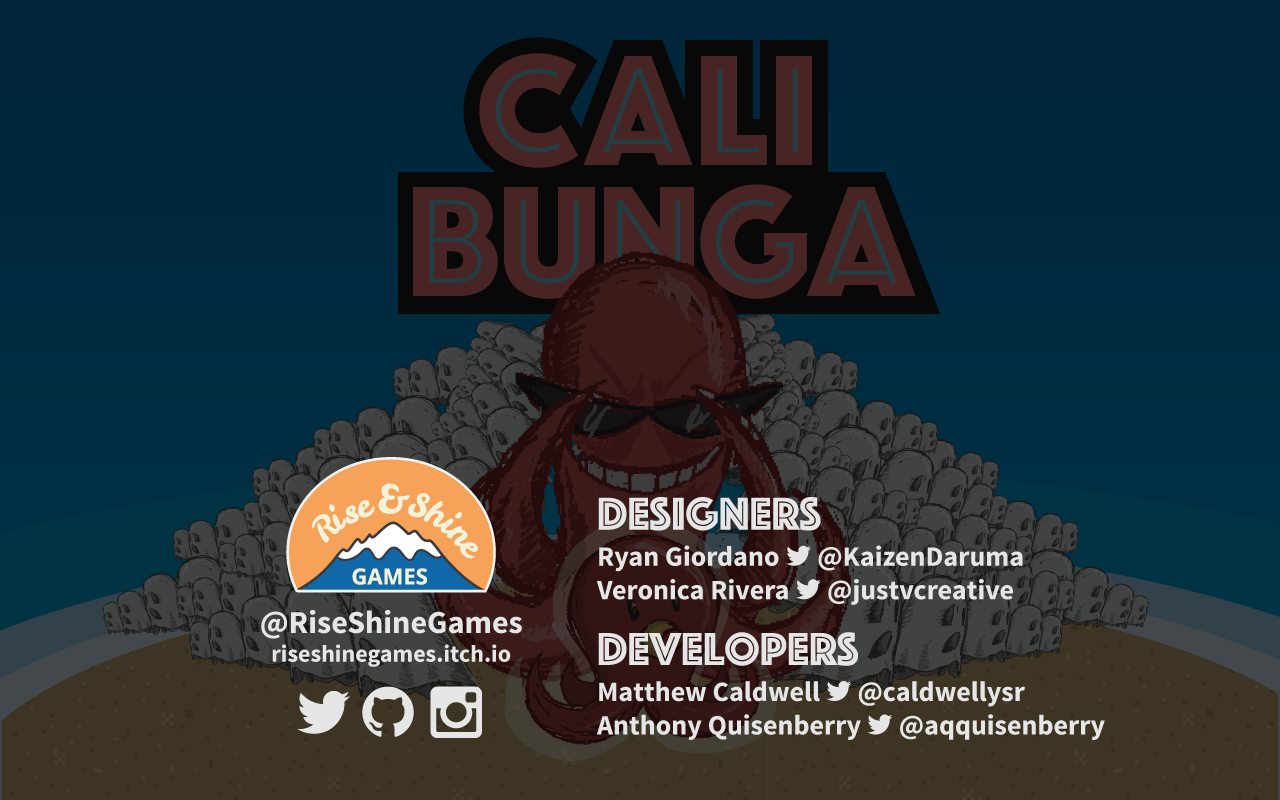 CALI
BUNGA
Rise & Shine
GAMES
@RiseShineGames
riseshinegames.itch.io
DESIGNERS
Ryan Giordano @KaizenDaruma
Veronica Rivera @justvcreative
DEVELOPERS
Matthew Caldwell @caldwellysr
Anthony Quisenberry @aqquisenberry